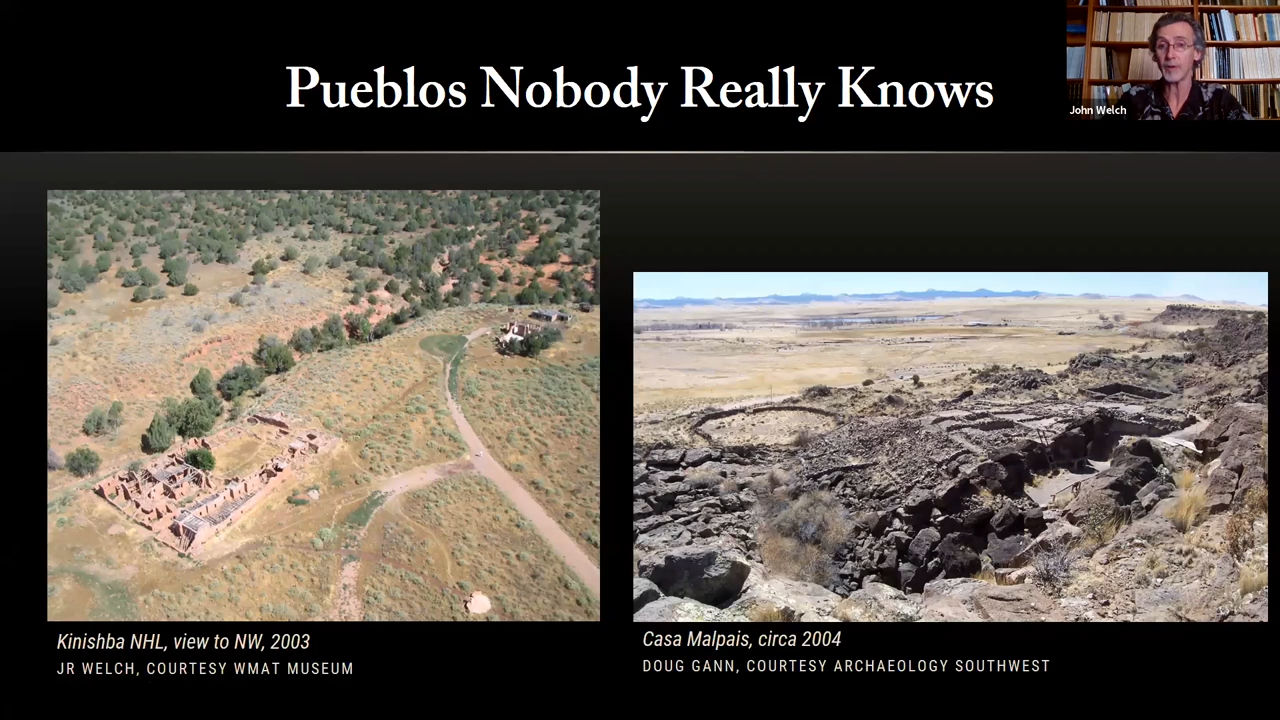 Pueblos Nobody Really Knows
John Welch
Kinishba NHL, view to NW, 2003
JR WELCH, COURTESY WMAT MUSEUM
Casa Malpais, circa 2004
DOUG GANN, COURTESY ARCHAEOLOGY SOUTHWEST